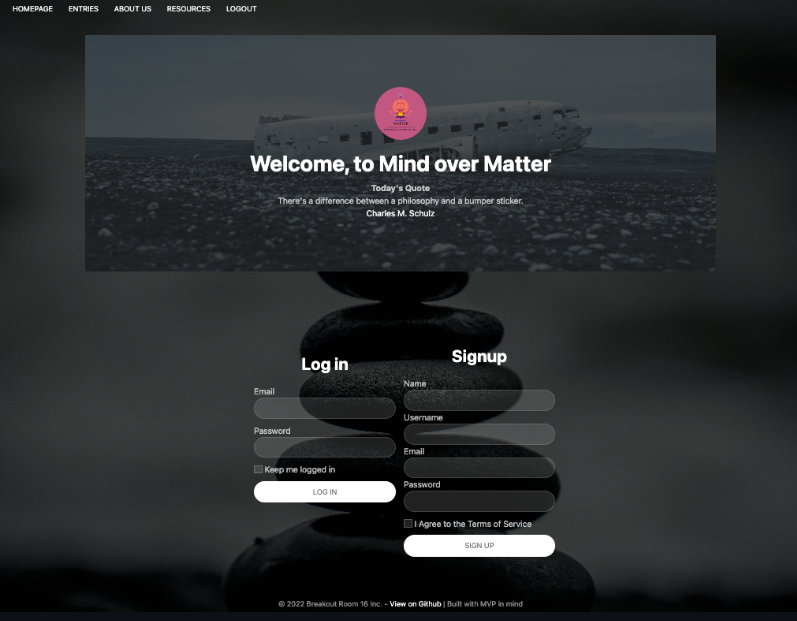 HOMEPAGE ENTRIES ABOUT US RESOURCES LOGOUT
Welcome, to Mind over Matter
Today's Quote
There's a difference between a philosophy and a bumper sticker.
Charles M. Schulz
Log in
Email
Password
Keep me logged in
LOG IN
Signup
Name
Username
Email
Password
I Agree to the Terms of Service
SIGN UP
© 2022 Breakout Room 16 Inc. - View on Github | Built with MVP in mind